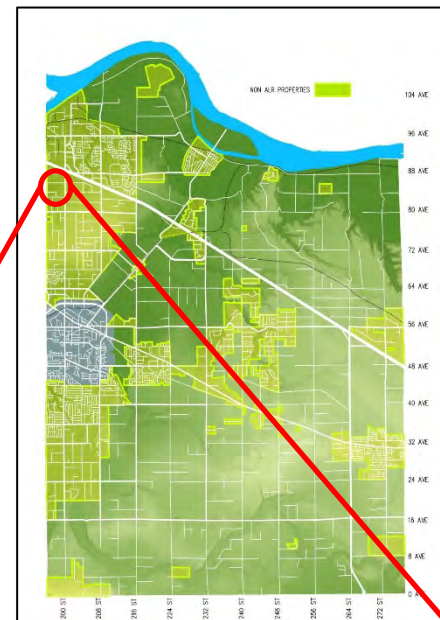 NON ALR PROPERTIES
104 AVE
96 AVE
88 AVE
80 AVE
72 AVE
64 AVE
56 AVE
48 AVE
40 AVE
32 AVE
24 AVE
16 AVE
8 AVE
0 AVE
200 ST
208 ST
216 ST
224 ST
232 ST
240 ST
248 ST
256 ST
264 ST
272 ST